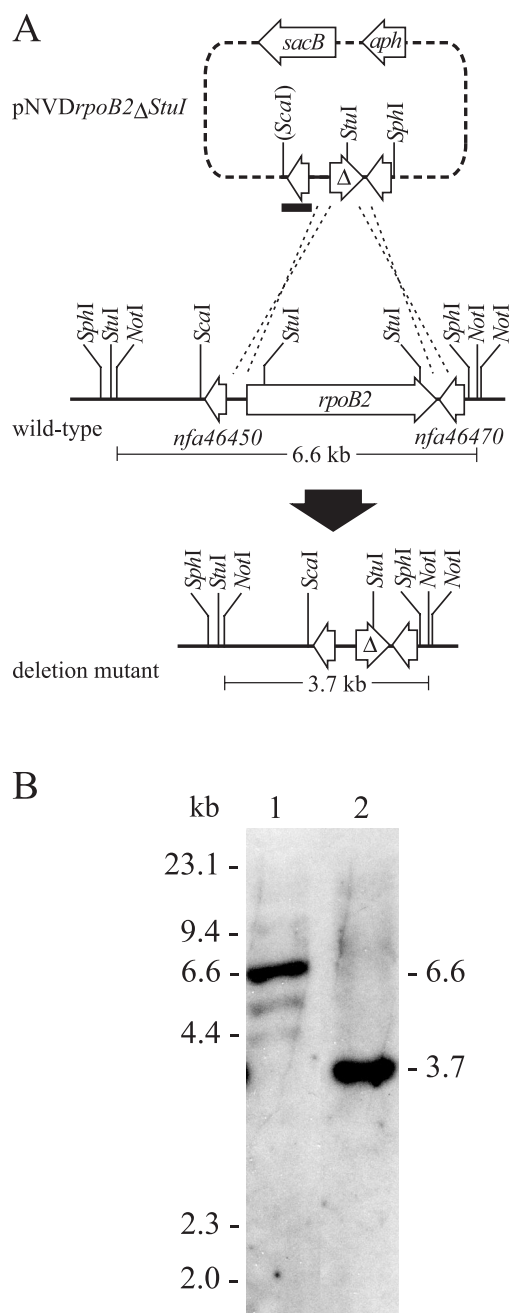 A
sacB aph
pNVDrpoB2ΔStuI
(ScaI) StuI SphI
Δ
SphI StuI NotI ScaI StuI StuI SphI NotI NotI
rpoB2
wild-type
nfa46450 nfa46470
6.6 kb
SphI StuI NotI ScaI StuI SphI NotI NotI
Δ
deletion mutant
3.7 kb
B
kb 1 2
23.1 -
9.4 -
6.6 - - 6.6
4.4 -
- 3.7
2.3 -
2.0 -